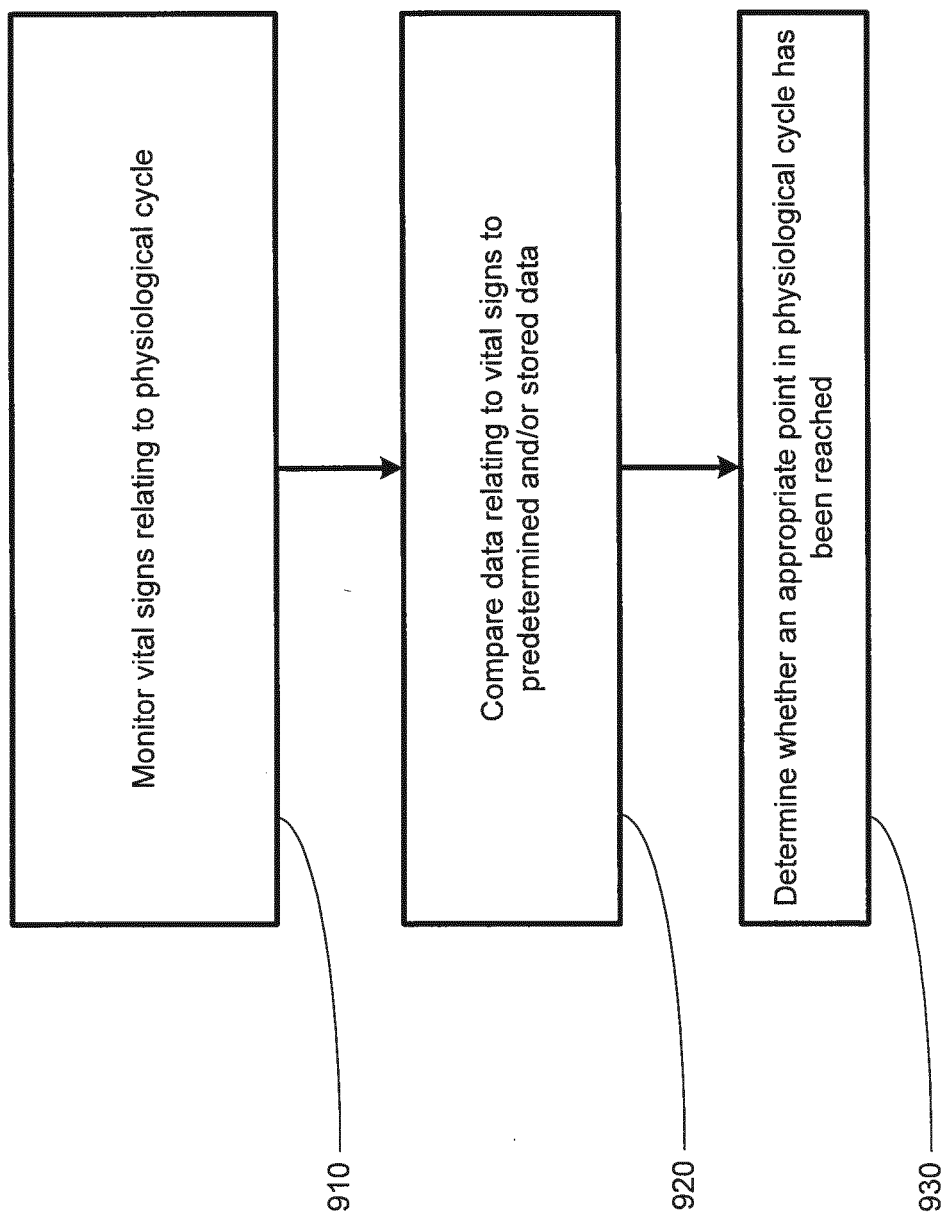 Monitor vital signs relating to physiological cycle
910
Compare data relating to vital signs to
predetermined and/or stored data
920
Determine whether an appropriate point in physiological cycle has
been reached
930